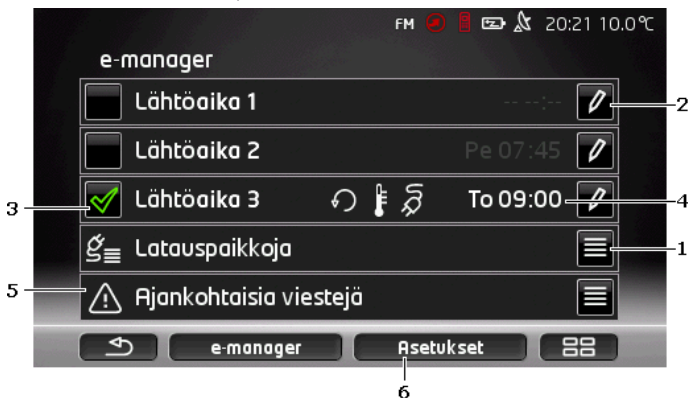 FM 20:21 10.0℃
e-manager
Lähtöaika 1 -- --:-- 2
Lähtöaika 2 Pe 07:45
3 Lähtöaika 3 To 09:00 4
Latauspaikkoja 1
5 Ajankohtaisia viestejä
e-manager Asetukset
6